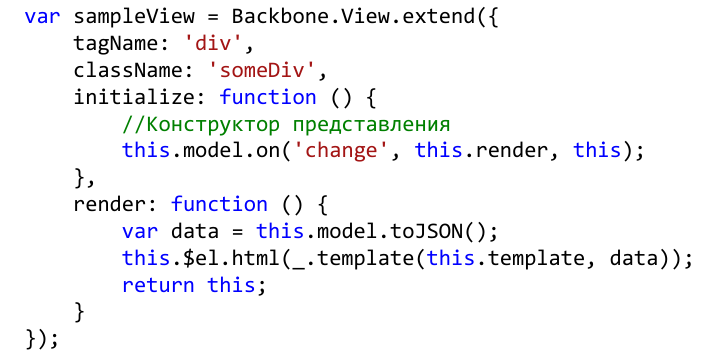 var sampleView = Backbone.View.extend({
    tagName: 'div',
    className: 'someDiv',
    initialize: function () {
        //Конструктор представления
        this.model.on('change', this.render, this);
    },
    render: function () {
        var data = this.model.toJSON();
        this.$el.html(_.template(this.template, data));
        return this;
    }
});